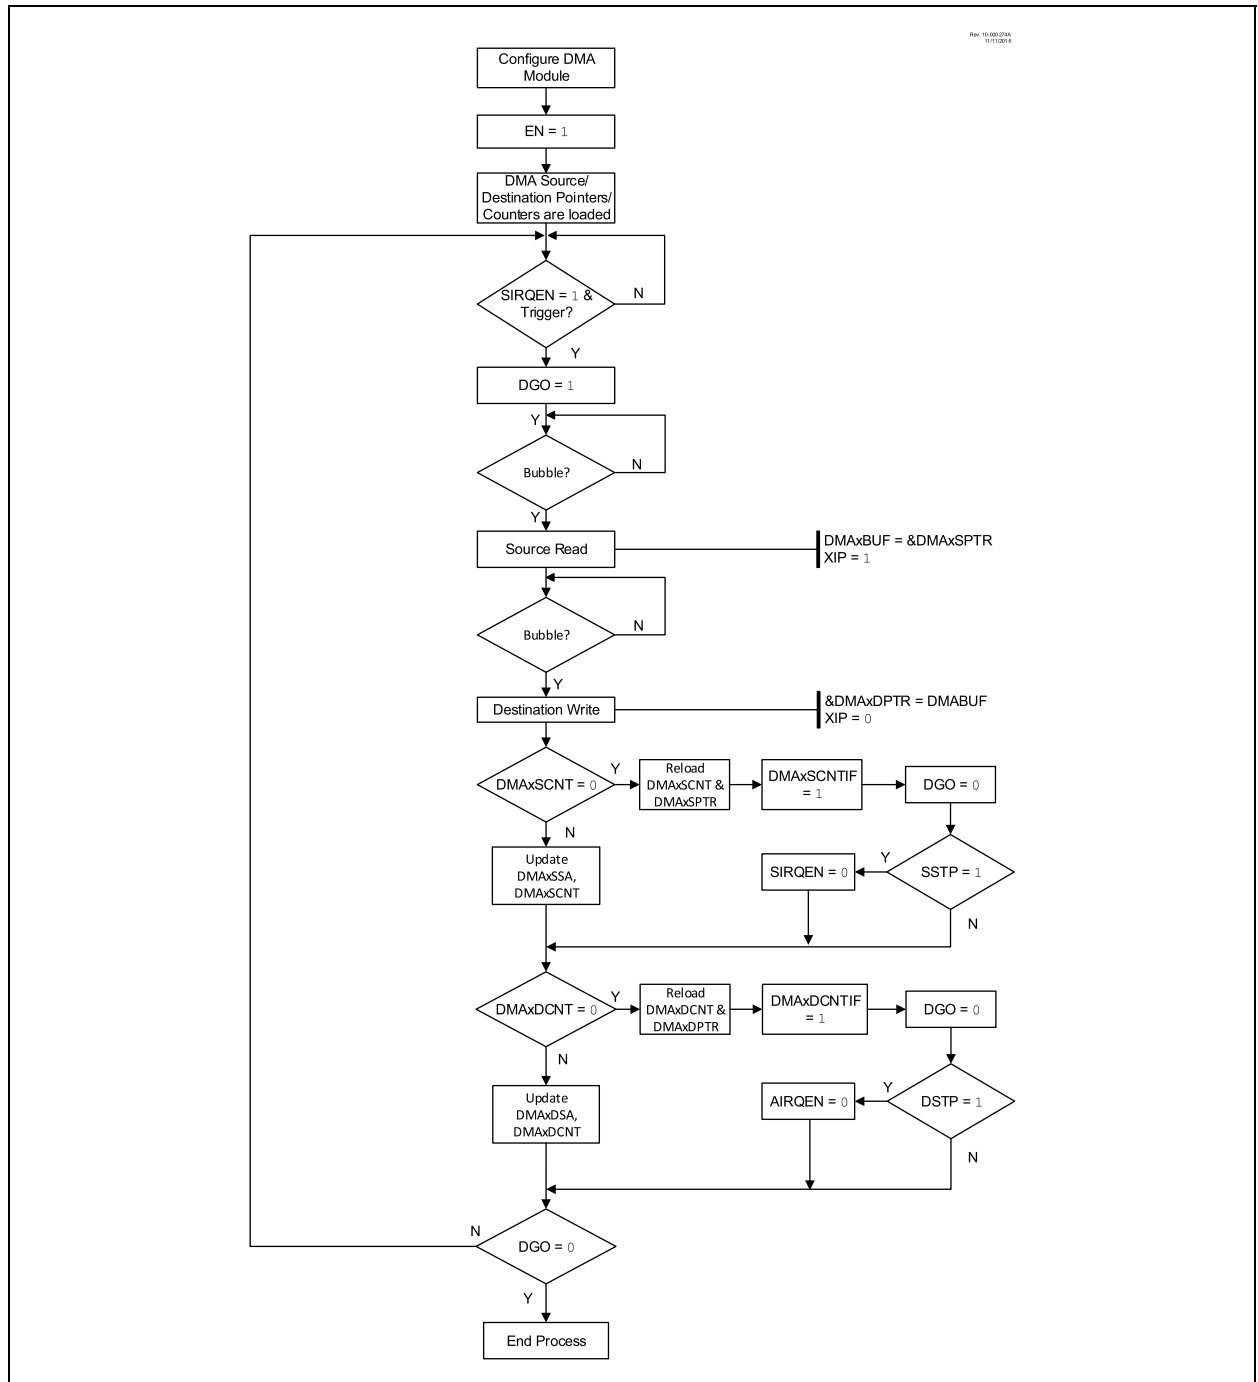 Rev. 10-000274A
11/11/2016
Configure DMA
Module
EN = 1
DMA Source/
Destination Pointers/
Counters are loaded
SIRQEN = 1 &
Trigger?
N
Y
DGO = 1
Y
Bubble?
N
Y
Source Read
DMAxBUF = &DMAxSPTR
XIP = 1
Bubble?
N
Y
Destination Write
&DMAxDPTR = DMABUF
XIP = 0
DMAxSCNT = 0
Y
Reload
DMAxSCNT &
DMAxSPTR
DMAxSCNTIF
= 1
DGO = 0
N
Update
DMAxSSA,
DMAxSCNT
SIRQEN = 0
Y
SSTP = 1
N
DMAxDCNT = 0
Y
Reload
DMAxDCNT &
DMAxDPTR
DMAxDCNTIF
= 1
DGO = 0
N
Update
DMAxDSA,
DMAxDCNT
AIRQEN = 0
Y
DSTP = 1
N
N
DGO = 0
Y
End Process